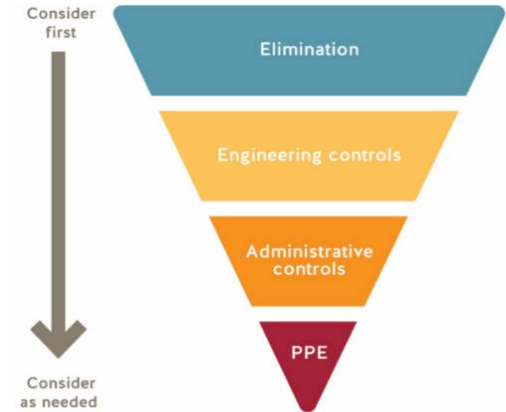 Consider
first
Elimination
Engineering controls
Administrative
controls
PPE
Consider
as needed